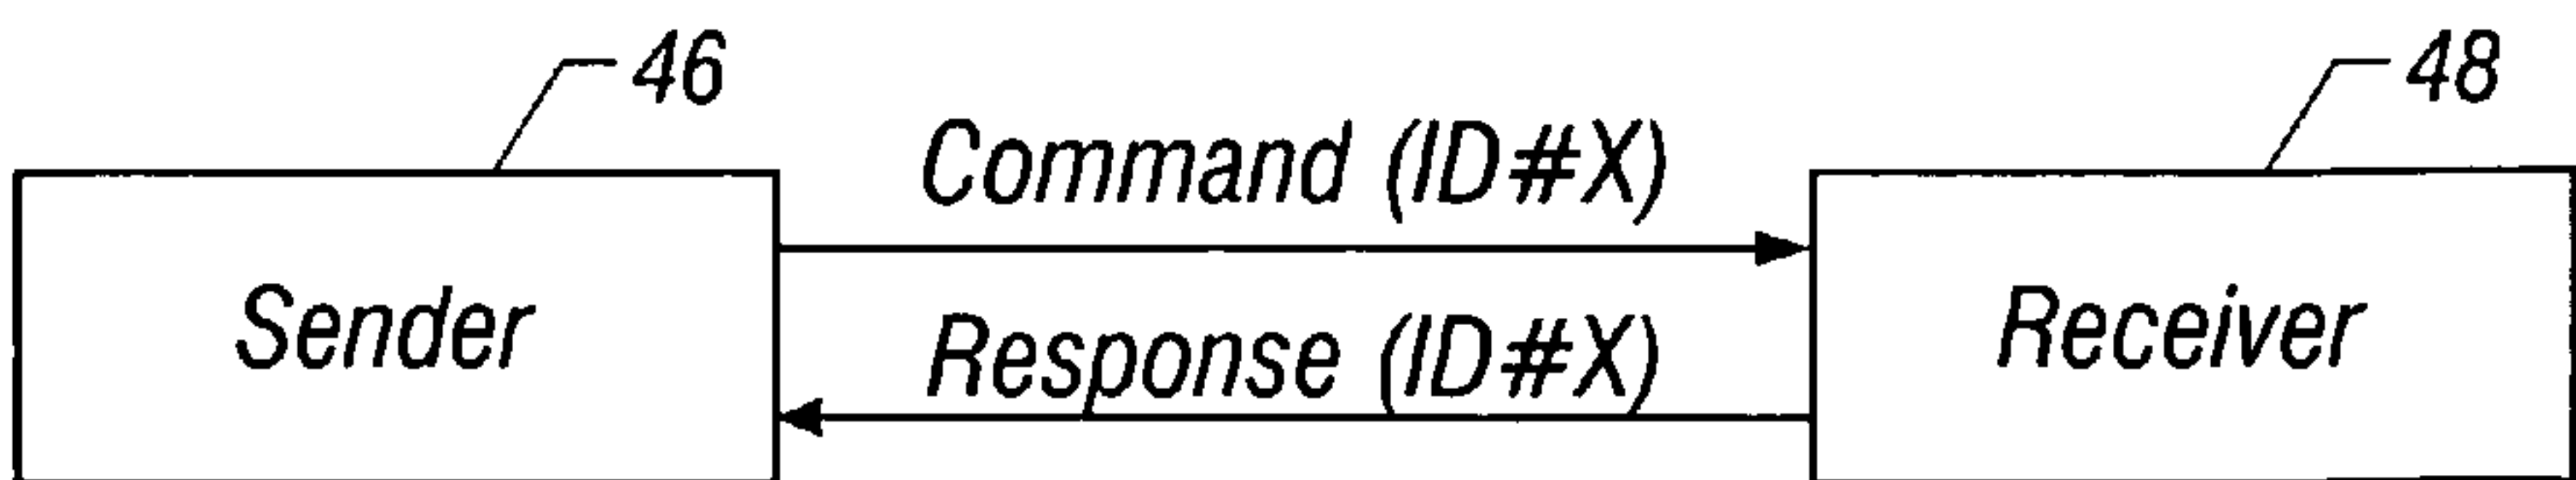 46
48
Command (ID#X)
Sender
Receiver
Response (ID#X)